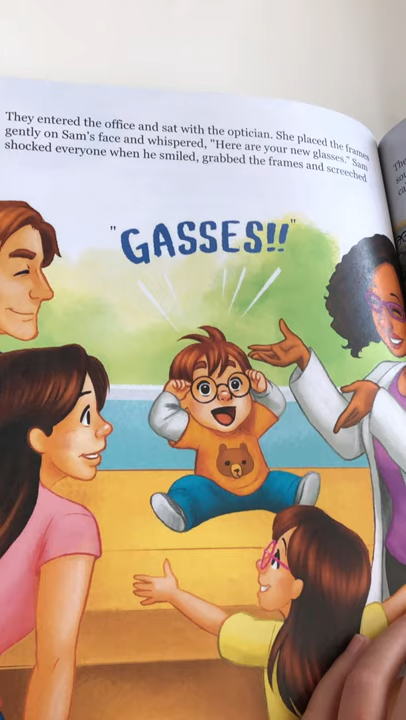 They entered the office and sat with the optician. She placed the frames
gently on Sam's face and whispered, "Here are your new glasses." Sam
shocked everyone when he smiled, grabbed the frames and screeched
"GASSES!!"